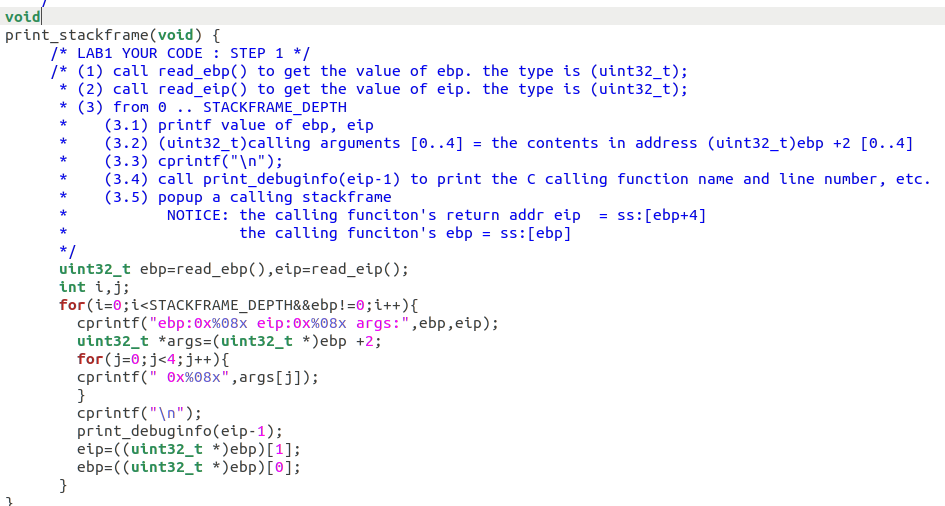 /
void
print_stackframe(void) {
     /* LAB1 YOUR CODE : STEP 1 */
     /* (1) call read_ebp() to get the value of ebp. the type is (uint32_t);
      * (2) call read_eip() to get the value of eip. the type is (uint32_t);
      * (3) from 0 .. STACKFRAME_DEPTH
      *    (3.1) printf value of ebp, eip
      *    (3.2) (uint32_t)calling arguments [0..4] = the contents in address (uint32_t)ebp +2 [0..4]
      *    (3.3) cprintf("\n");
      *    (3.4) call print_debuginfo(eip-1) to print the C calling function name and line number, etc.
      *    (3.5) popup a calling stackframe
      *           NOTICE: the calling funciton's return addr eip  = ss:[ebp+4]
      *                   the calling funciton's ebp = ss:[ebp]
      */
      uint32_t ebp=read_ebp(),eip=read_eip();
      int i,j;
      for(i=0;i<STACKFRAME_DEPTH&&ebp!=0;i++){
        cprintf("ebp:0x%08x eip:0x%08x args:",ebp,eip);
        uint32_t *args=(uint32_t *)ebp +2;
        for(j=0;j<4;j++){
        cprintf(" 0x%08x",args[j]);
        }
        cprintf("\n");
        print_debuginfo(eip-1);
        eip=((uint32_t *)ebp)[1];
        ebp=((uint32_t *)ebp)[0];
      }
}